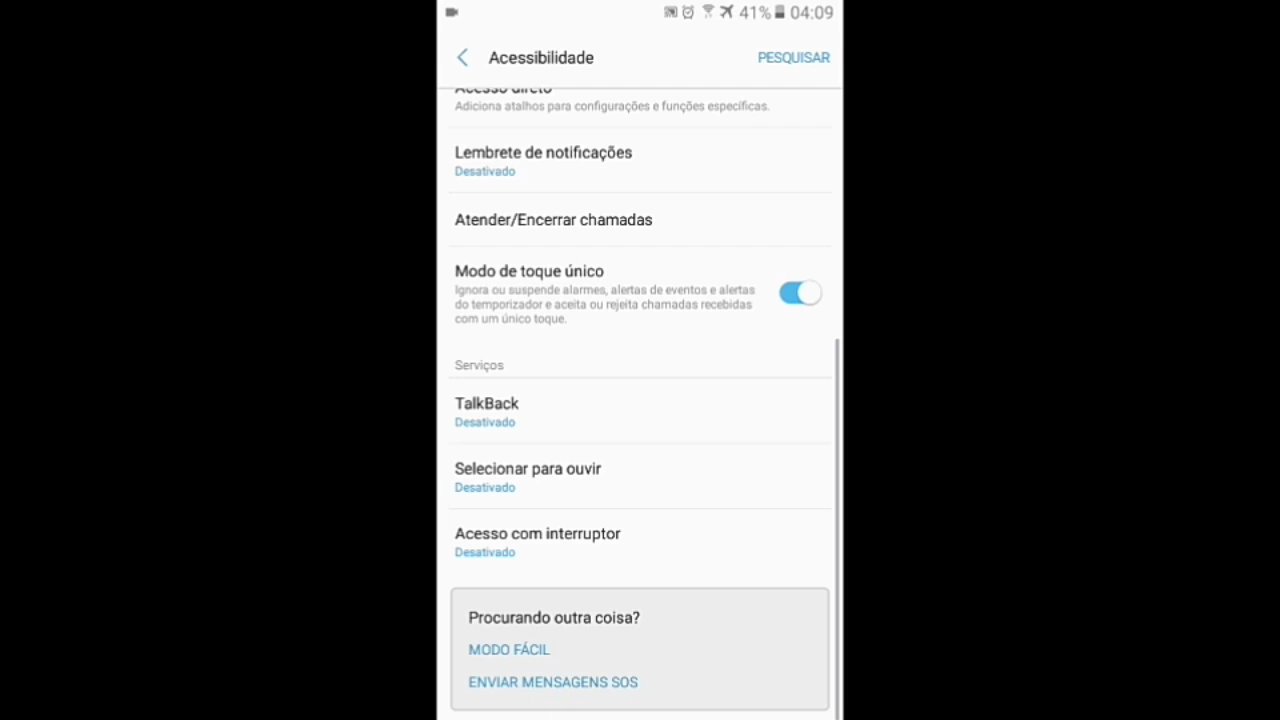 41% 04:09
Acessibilidade
PESQUISAR
Acesso direto
Adiciona atalhos para configurações e funções específicas.
Lembrete de notificações
Desativado
Atender/Encerrar chamadas
Modo de toque único
Ignora ou suspende alarmes, alertas de eventos e alertas
do temporizador e aceita ou rejeita chamadas recebidas
com um único toque.
Serviços
TalkBack
Desativado
Selecionar para ouvir
Desativado
Acesso com interruptor
Desativado
Procurando outra coisa?
MODO FÁCIL
ENVIAR MENSAGENS SOS